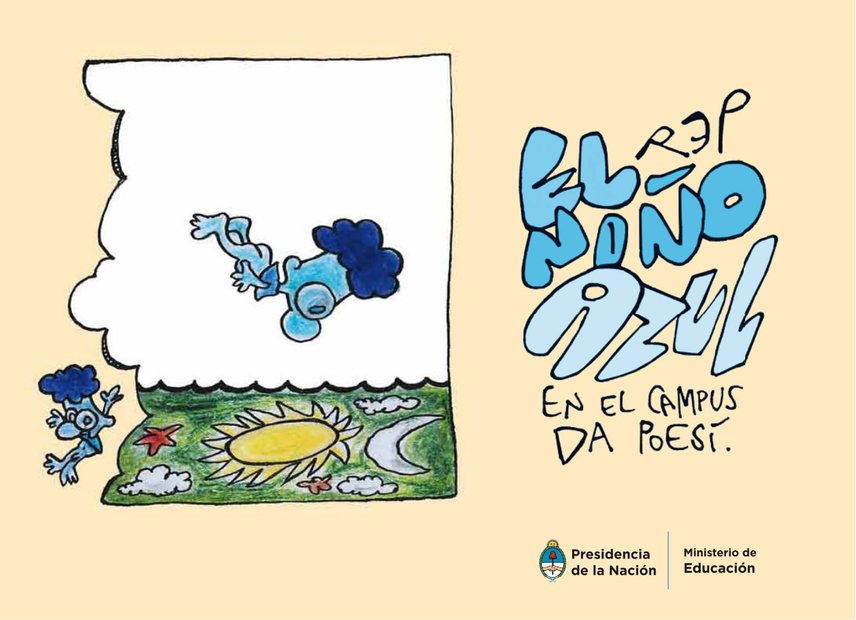 REP
EL
NIÑO
AZUL
EN EL CAMPUS
DA POESÍ.
Presidencia
de la Nación
Ministerio de
Educación